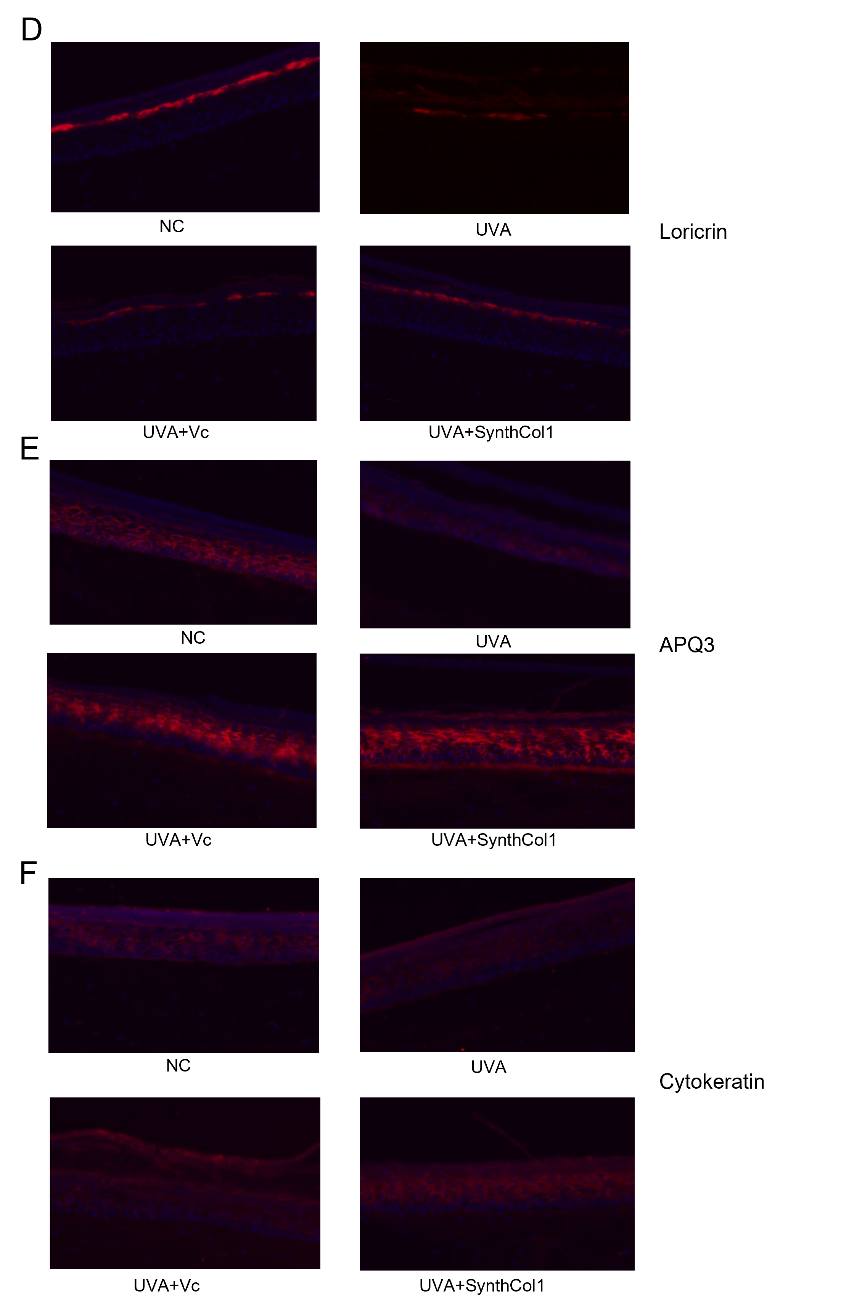 D
NC
UVA
Loricrin
UVA+Vc
UVA+SynthCol1
E
NC
UVA
APQ3
UVA+Vc
UVA+SynthCol1
F
NC
UVA
Cytokeratin
UVA+Vc
UVA+SynthCol1